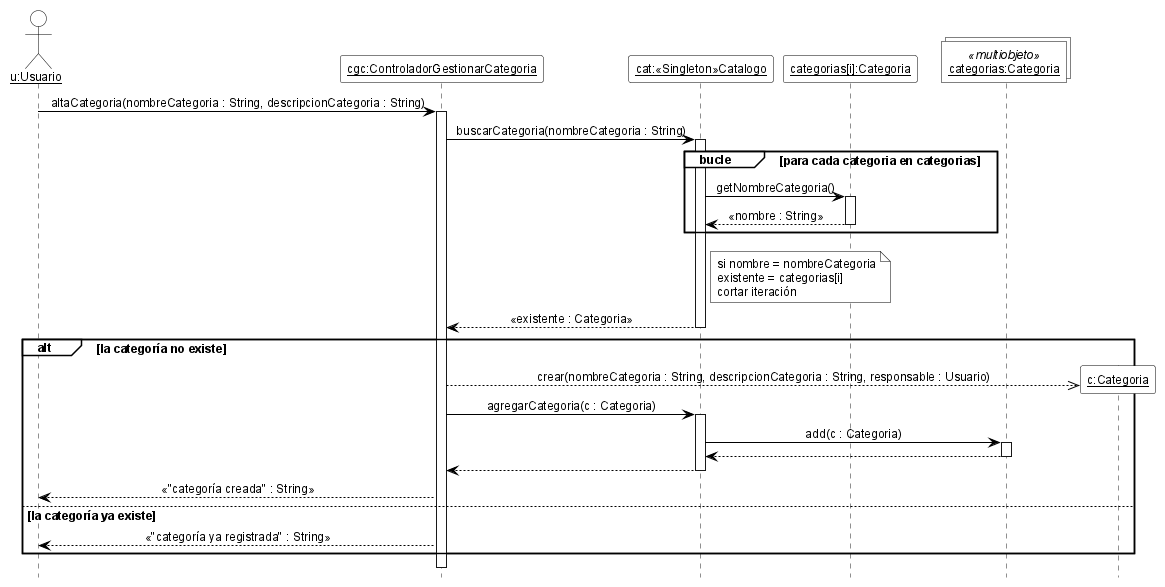 u:Usuario
cgc:ControladorGestionarCategoria
cat:«Singleton»Catalogo
categorias[i]:Categoria
«multiobjeto»
categorias:Categoria
altaCategoria(nombreCategoria : String, descripcionCategoria : String)
buscarCategoria(nombreCategoria : String)
bucle [para cada categoria en categorias]
getNombreCategoria()
«nombre : String»
si nombre = nombreCategoria
existente = categorias[i]
cortar iteración
«existente : Categoria»
alt [la categoría no existe]
crear(nombreCategoria : String, descripcionCategoria : String, responsable : Usuario)
c:Categoria
agregarCategoria(c : Categoria)
add(c : Categoria)
«"categoría creada" : String»
[la categoría ya existe]
«"categoría ya registrada" : String»